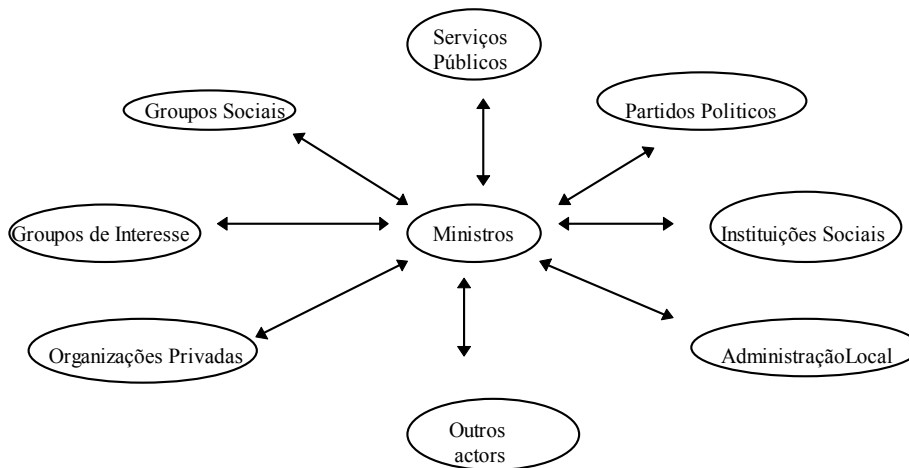 Serviços
Públicos
Groupos Sociais
Partidos Politicos
Groupos de Interesse
Ministros
Instituições Sociais
Organizações Privadas
AdministraçãoLocal
Outros
actors